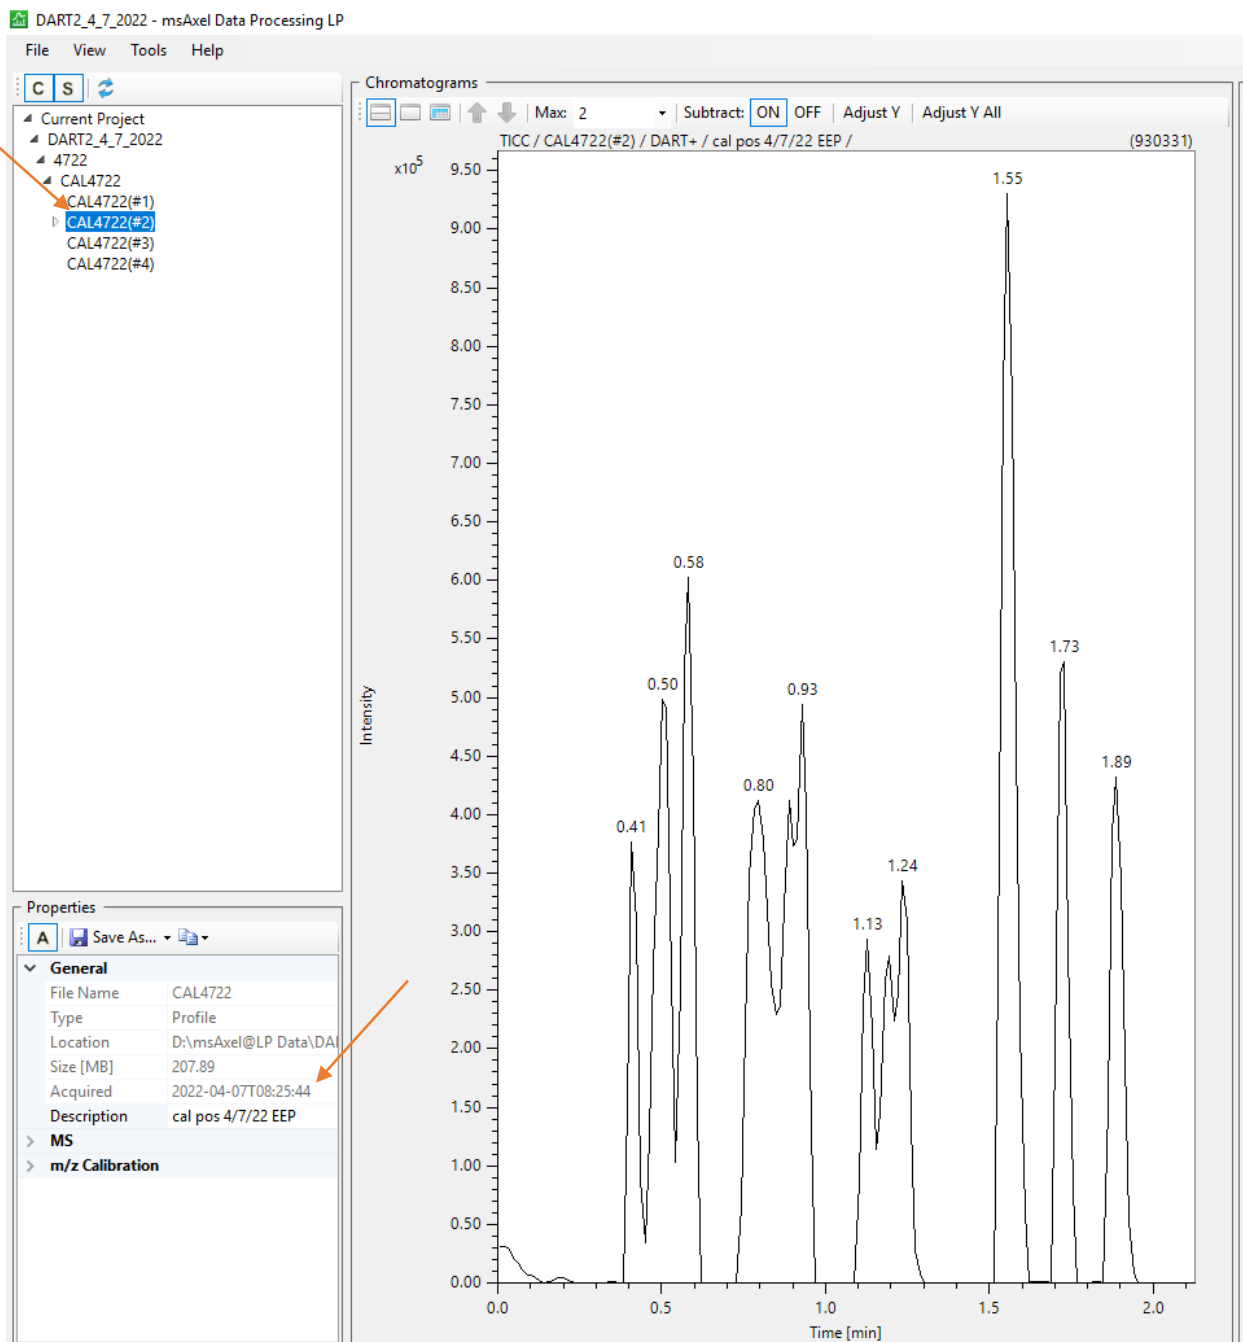 DART2_4_7_2022 - msAxel Data Processing LP
File View Tools Help
C S
Current Project
DART2_4_7_2022
4722
CAL4722
CAL4722(#1)
CAL4722(#2)
CAL4722(#3)
CAL4722(#4)
Properties
A Save As...
General
File Name CAL4722
Type Profile
Location D:\msAxel@LP Data\DA
Size [MB] 207.89
Acquired 2022-04-07T08:25:44
Description cal pos 4/7/22 EEP
MS
m/z Calibration
Chromatograms
Max: 2 Subtract: ON OFF Adjust Y Adjust Y All
TICC / CAL4722(#2) / DART+ / cal pos 4/7/22 EEP / (930331)
x10^5
9.50
9.00
8.50
8.00
7.50
7.00
6.50
6.00
5.50
5.00
4.50
4.00
3.50
3.00
2.50
2.00
1.50
1.00
0.50
0.00
Intensity
0.41
0.50
0.58
0.80
0.93
1.13
1.24
1.55
1.73
1.89
0.0 0.5 1.0 1.5 2.0
Time [min]